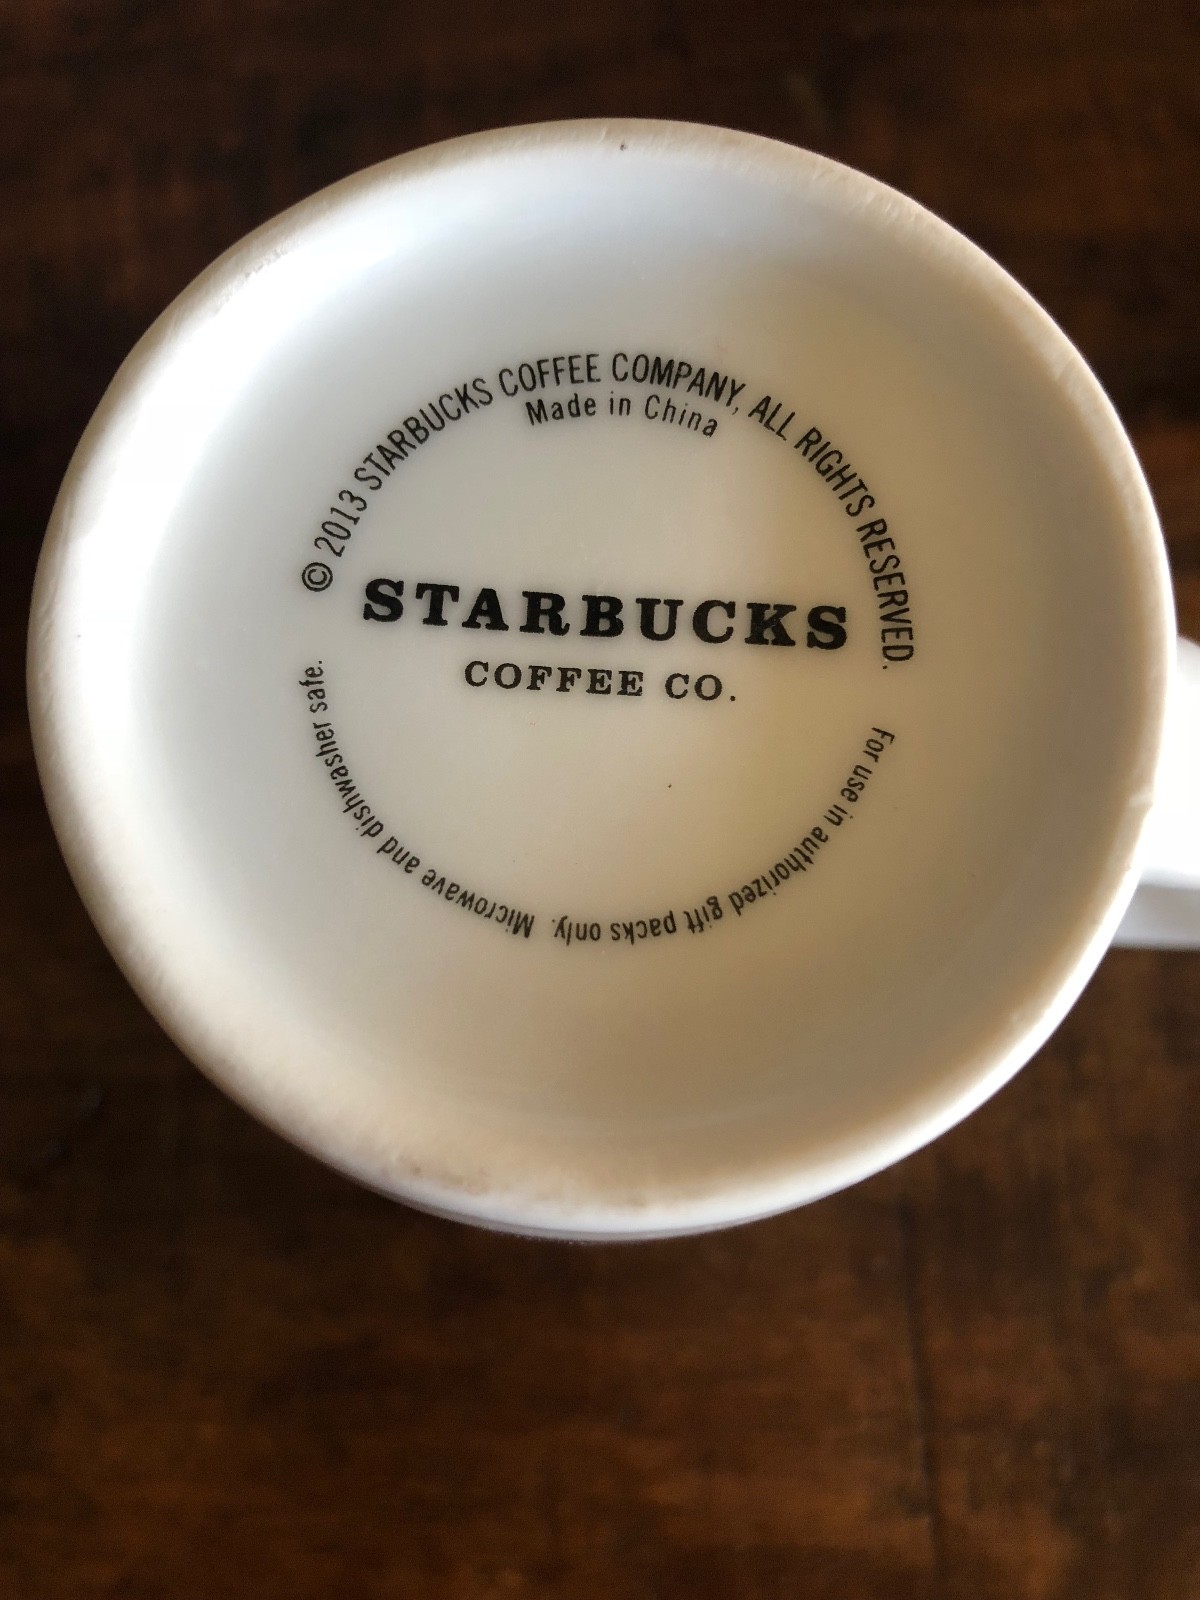 © 2013 STARBUCKS COFFEE COMPANY, ALL RIGHTS RESERVED.
Made in China
STARBUCKS
COFFEE CO.
For use in authorized gift packs only. Microwave and dishwasher safe.